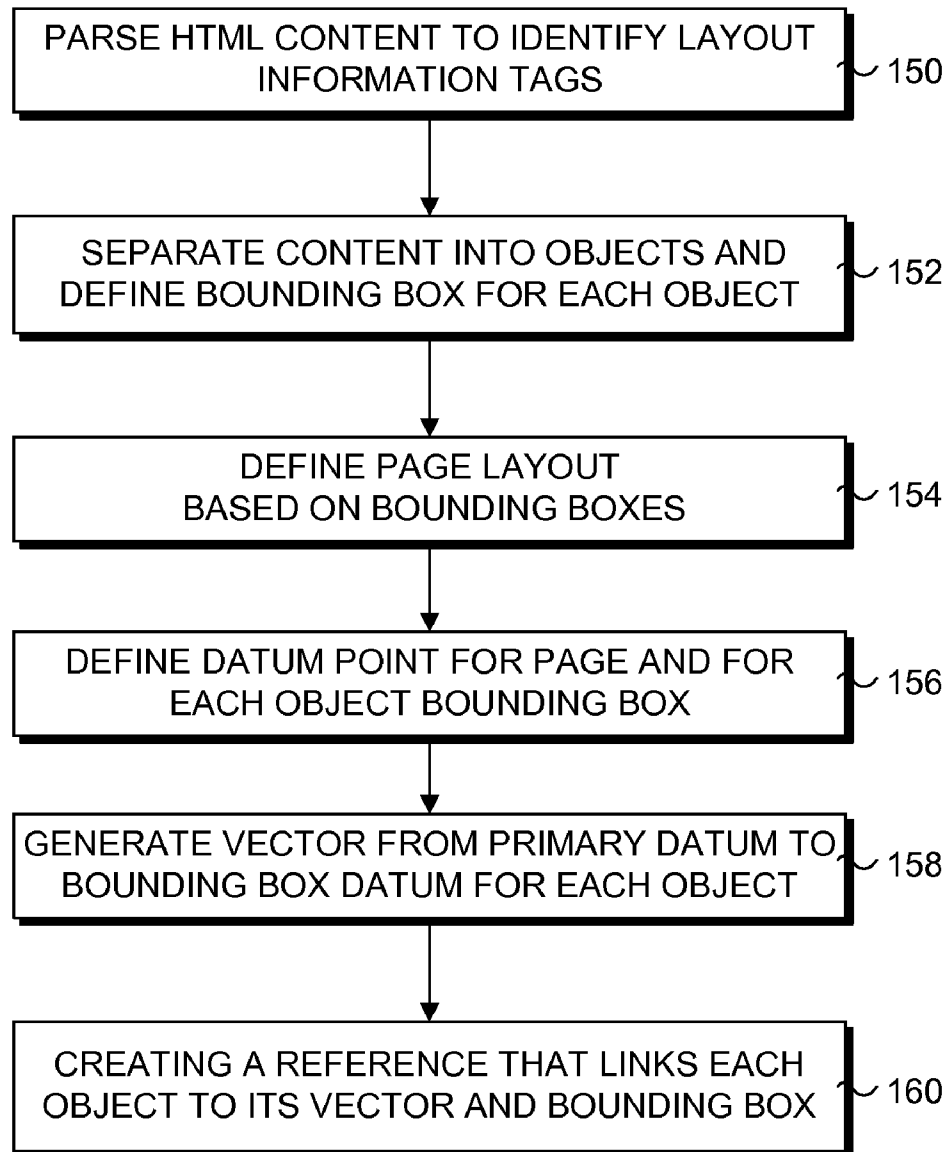 PARSE HTML CONTENT TO IDENTIFY LAYOUT
INFORMATION TAGS
150
SEPARATE CONTENT INTO OBJECTS AND
DEFINE BOUNDING BOX FOR EACH OBJECT
152
DEFINE PAGE LAYOUT
BASED ON BOUNDING BOXES
154
DEFINE DATUM POINT FOR PAGE AND FOR
EACH OBJECT BOUNDING BOX
156
GENERATE VECTOR FROM PRIMARY DATUM TO
BOUNDING BOX DATUM FOR EACH OBJECT
158
CREATING A REFERENCE THAT LINKS EACH
OBJECT TO ITS VECTOR AND BOUNDING BOX
160